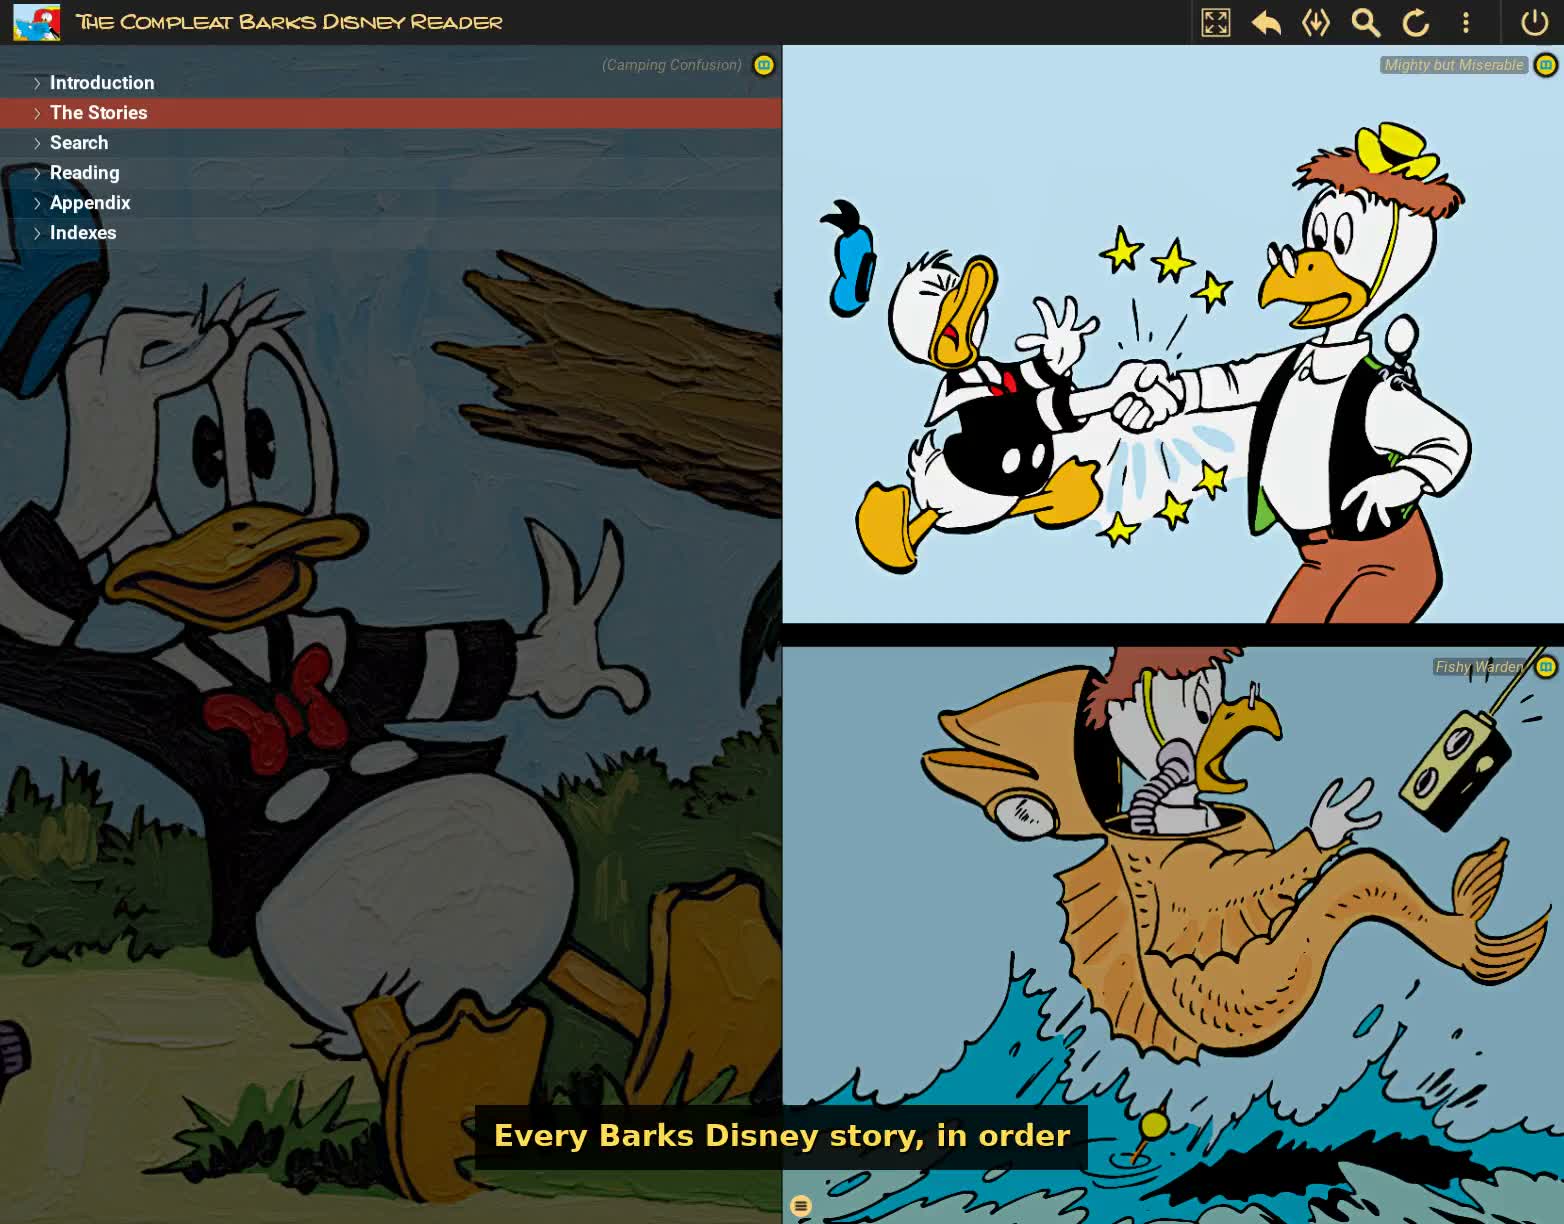 The Compleat Barks Disney Reader
(Camping Confusion)
Introduction
The Stories
Search
Reading
Appendix
Indexes
Mighty but Miserable
Fishy Warden
Every Barks Disney story, in order